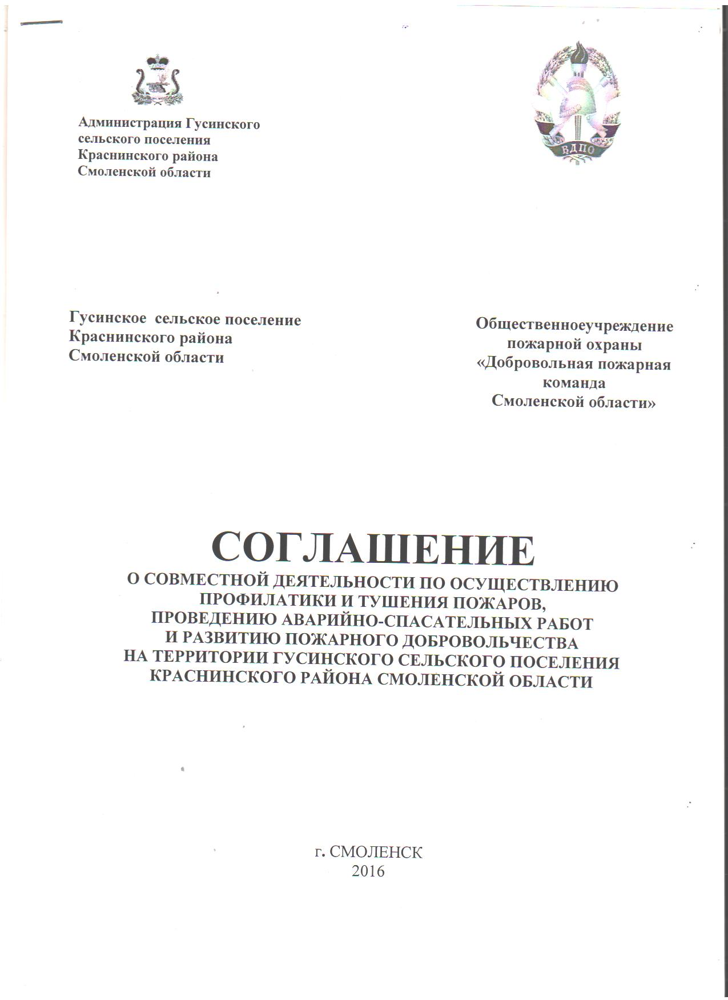 Администрация Гусинского
сельского поселения
Краснинского района
Смоленской области
ВДПО
Гусинское сельское поселение
Краснинского района
Смоленской области
Общественноеучреждение
пожарной охраны
«Добровольная пожарная
команда
Смоленской области»
СОГЛАШЕНИЕ
О СОВМЕСТНОЙ ДЕЯТЕЛЬНОСТИ ПО ОСУЩЕСТВЛЕНИЮ
ПРОФИЛАТИКИ И ТУШЕНИЯ ПОЖАРОВ,
ПРОВЕДЕНИЮ АВАРИЙНО-СПАСАТЕЛЬНЫХ РАБОТ
И РАЗВИТИЮ ПОЖАРНОГО ДОБРОВОЛЬЧЕСТВА
НА ТЕРРИТОРИИ ГУСИНСКОГО СЕЛЬСКОГО ПОСЕЛЕНИЯ
КРАСНИНСКОГО РАЙОНА СМОЛЕНСКОЙ ОБЛАСТИ
г. СМОЛЕНСК
2016